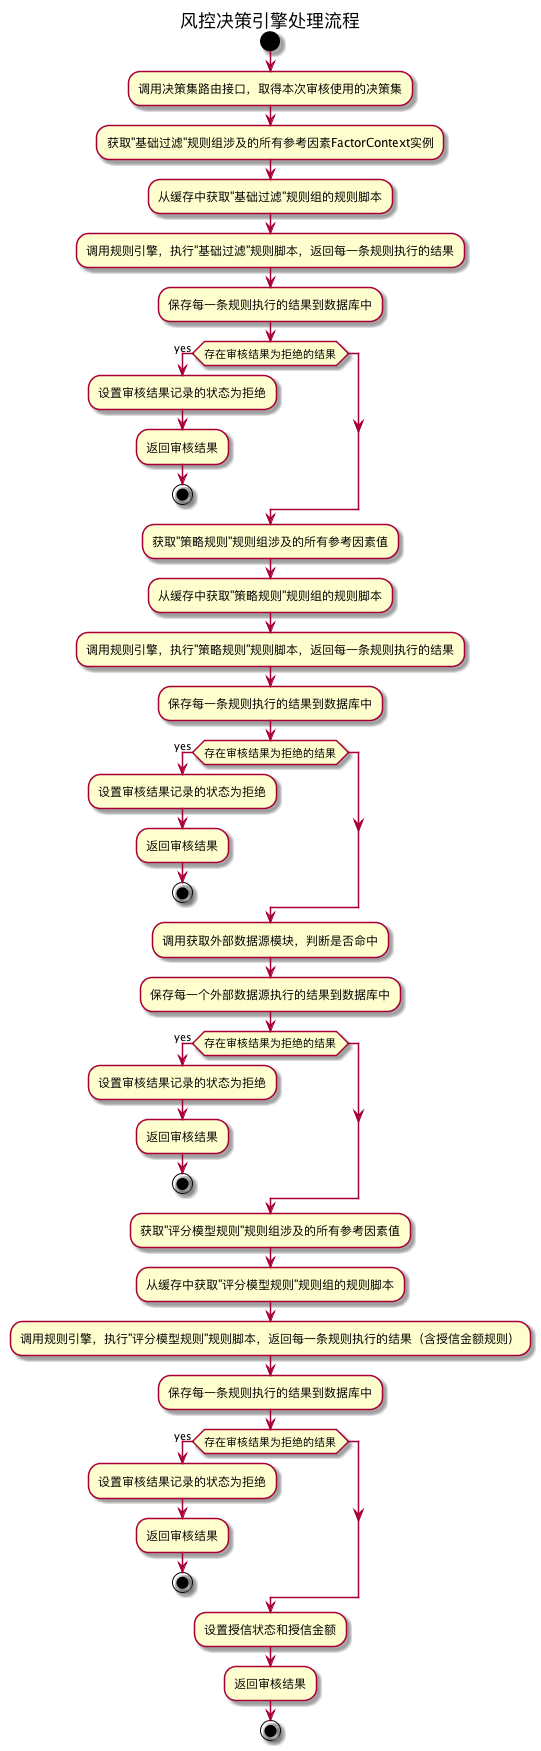 风控决策引擎处理流程
调用决策集路由接口，取得本次审核使用的决策集
获取"基础过滤"规则组涉及的所有参考因素FactorContext实例
从缓存中获取"基础过滤"规则组的规则脚本
调用规则引擎，执行"基础过滤"规则脚本，返回每一条规则执行的结果
保存每一条规则执行的结果到数据库中
yes
存在审核结果为拒绝的结果
设置审核结果记录的状态为拒绝
返回审核结果
获取"策略规则"规则组涉及的所有参考因素值
从缓存中获取"策略规则"规则组的规则脚本
调用规则引擎，执行"策略规则"规则脚本，返回每一条规则执行的结果
保存每一条规则执行的结果到数据库中
yes
存在审核结果为拒绝的结果
设置审核结果记录的状态为拒绝
返回审核结果
调用获取外部数据源模块，判断是否命中
保存每一个外部数据源执行的结果到数据库中
yes
存在审核结果为拒绝的结果
设置审核结果记录的状态为拒绝
返回审核结果
获取"评分模型规则"规则组涉及的所有参考因素值
从缓存中获取"评分模型规则"规则组的规则脚本
调用规则引擎，执行"评分模型规则"规则脚本，返回每一条规则执行的结果（含授信金额规则）
保存每一条规则执行的结果到数据库中
yes
存在审核结果为拒绝的结果
设置审核结果记录的状态为拒绝
返回审核结果
设置授信状态和授信金额
返回审核结果